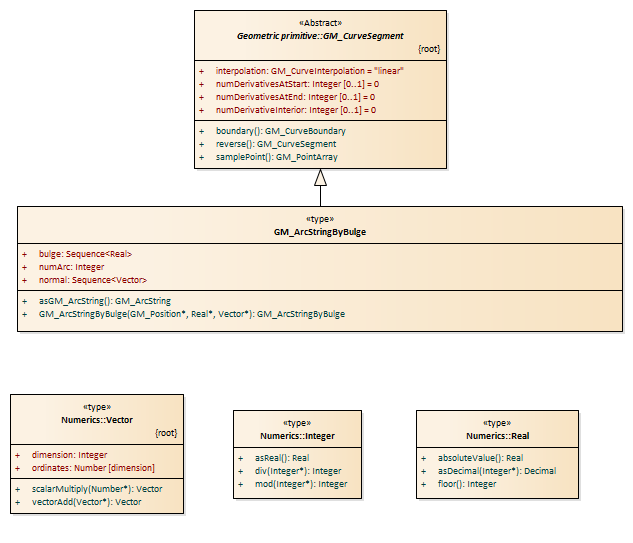 «Abstract»
Geometric primitive::GM_CurveSegment
{root}
+ interpolation: GM_CurveInterpolation = "linear"
+ numDerivativesAtStart: Integer [0..1] = 0
+ numDerivativesAtEnd: Integer [0..1] = 0
+ numDerivativeInterior: Integer [0..1] = 0
+ boundary(): GM_CurveBoundary
+ reverse(): GM_CurveSegment
+ samplePoint(): GM_PointArray
«type»
GM_ArcStringByBulge
+ bulge: Sequence<Real>
+ numArc: Integer
+ normal: Sequence<Vector>
+ asGM_ArcString(): GM_ArcString
+ GM_ArcStringByBulge(GM_Position*, Real*, Vector*): GM_ArcStringByBulge
«type»
Numerics::Vector
{root}
+ dimension: Integer
+ ordinates: Number [dimension]
+ scalarMultiply(Number*): Vector
+ vectorAdd(Vector*): Vector
«type»
Numerics::Integer
+ asReal(): Real
+ div(Integer*): Integer
+ mod(Integer*): Integer
«type»
Numerics::Real
+ absoluteValue(): Real
+ asDecimal(Integer*): Decimal
+ floor(): Integer